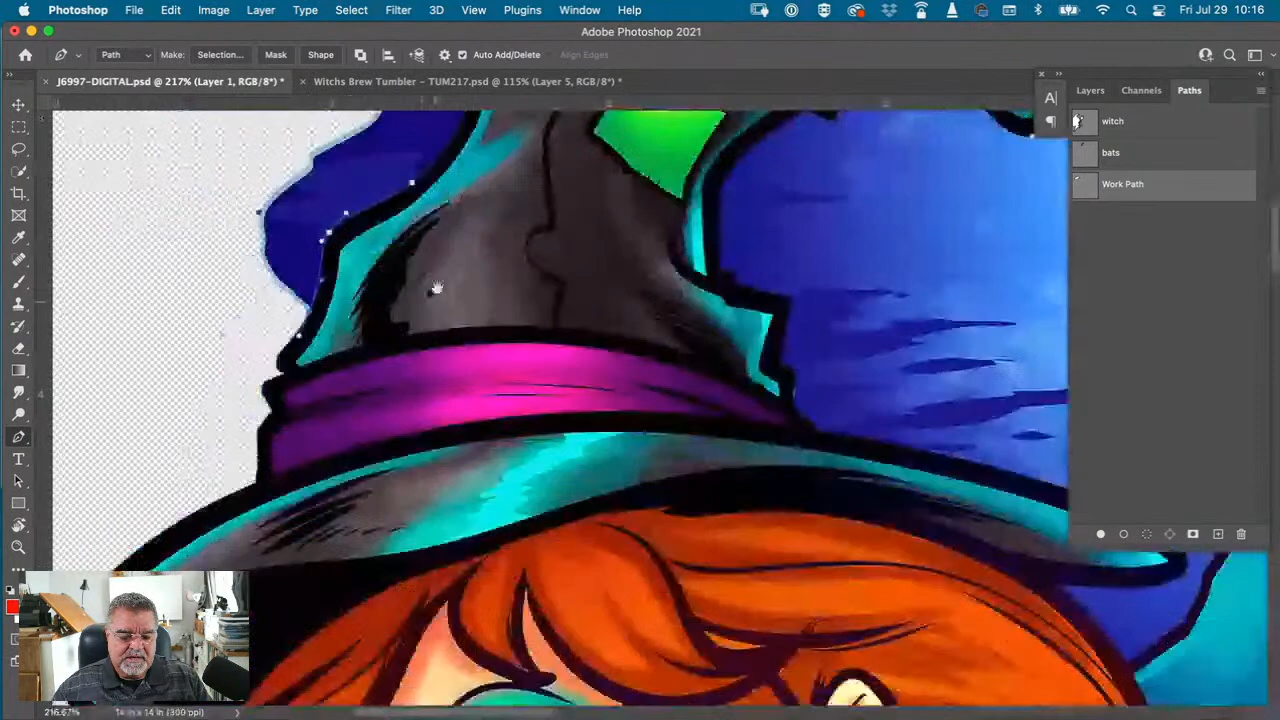 Photoshop File Edit Image Layer Type Select Filter 3D View Plugins Window Help Fri Jul 29 10:16
Adobe Photoshop 2021
Path Make: Selection... Mask Shape Auto Add/Delete Align Edges
J6997-DIGITAL.psd @ 217% (Layer 1, RGB/8*) * Witchs Brew Tumbler - TUM217.psd @ 115% (Layer 5, RGB/8*) *
Layers Channels Paths
witch
bats
Work Path
216.67% 14 in x 14 in (300 ppi)